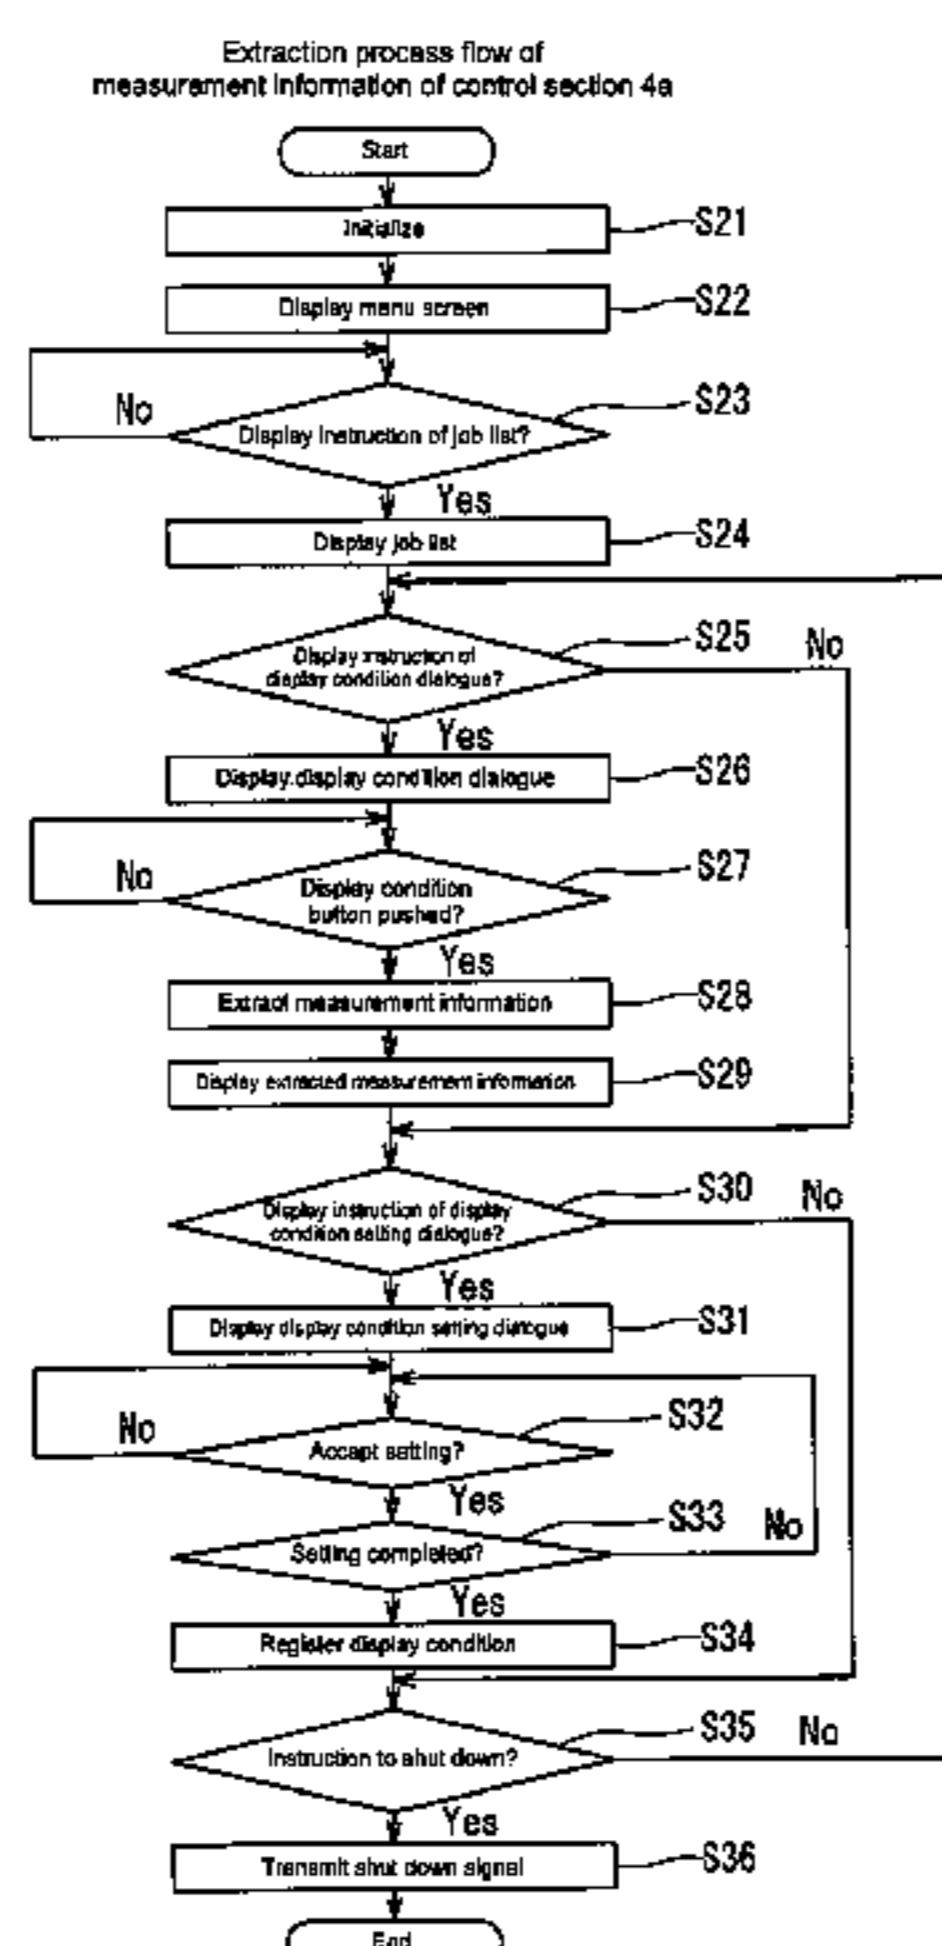 Extraction process flow of
measurement information of control section 4a
Start
Initialize
S21
Display menu screen
S22
S23
No
Display instruction of job list?
Yes
Display job list
S24
S25
No
Display instruction of
display condition dialogue?
Yes
Display display condition dialogue
S26
S27
No
Display condition
button pushed?
Yes
Extract measurement information
S28
Display extracted measurement information
S29
S30
No
Display instruction of display
condition setting dialogue?
Yes
Display display condition setting dialogue
S31
S32
No
Accept setting?
Yes
S33
No
Setting completed?
Yes
Register display condition
S34
S35
No
Instruction to shut down?
Yes
Transmit shut down signal
S36
End